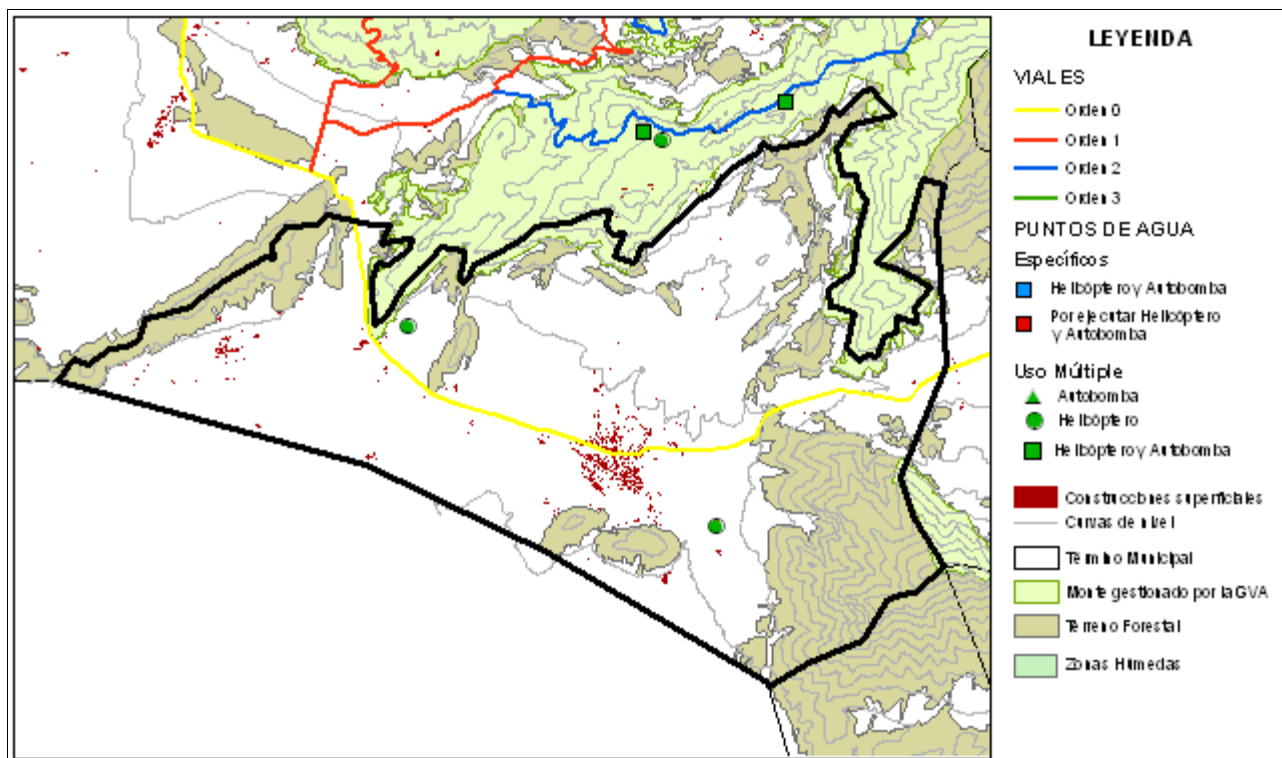 LEYENDA
VIALES
Orden 0
Orden 1
Orden 2
Orden 3
PUNTOS DE AGUA
Específicos
Helicóptero y Autobomba
Por ejecutar Helicóptero
y Autobomba
Uso Múltiple
Autobomba
Helicóptero
Helicóptero y Autobomba
Construcciones superficiales
Curvas de nivel
Término Municipal
Monte gestionado por la GVA
Terreno Forestal
Zonas Húmedas